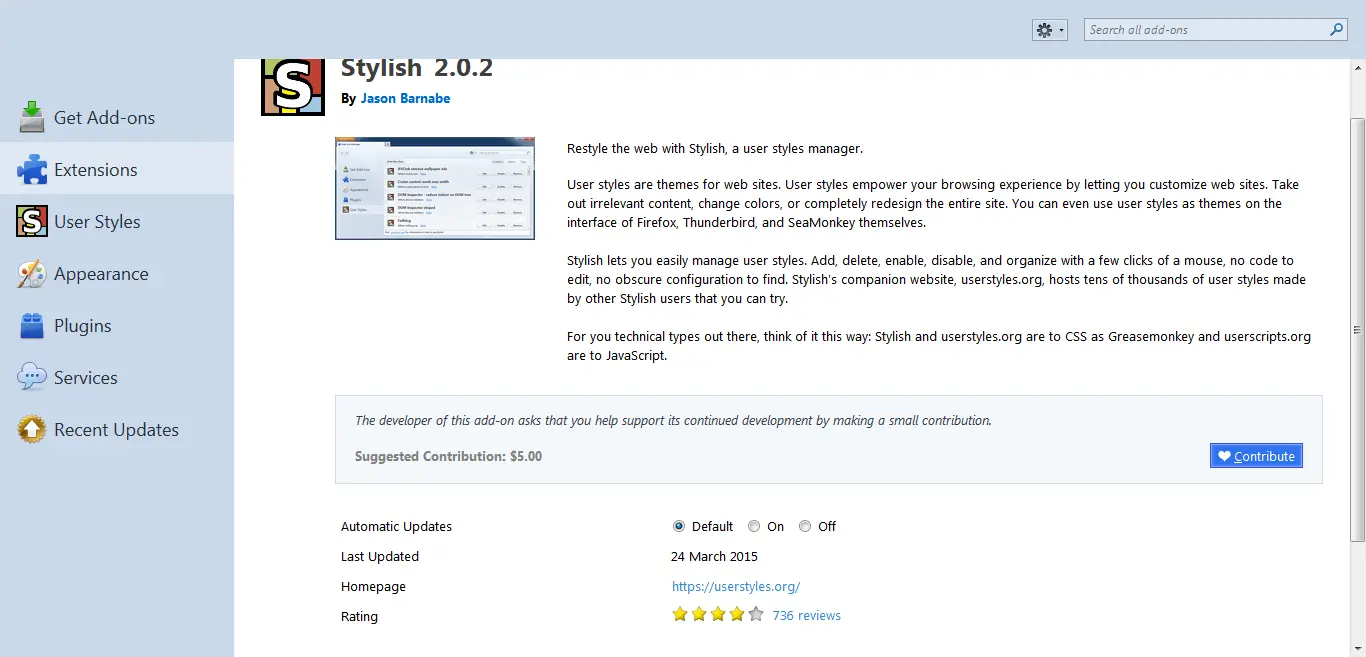 Search all add-ons
Stylish 2.0.2
By Jason Barnabe
Get Add-ons
Extensions
User Styles
Appearance
Plugins
Services
Recent Updates
Restyle the web with Stylish, a user styles manager.
User styles are themes for web sites. User styles empower your browsing experience by letting you customize web sites. Take
out irrelevant content, change colors, or completely redesign the entire site. You can even use user styles as themes on the
interface of Firefox, Thunderbird, and SeaMonkey themselves.
Stylish lets you easily manage user styles. Add, delete, enable, disable, and organize with a few clicks of a mouse, no code to
edit, no obscure configuration to find. Stylish's companion website, userstyles.org, hosts tens of thousands of user styles made
by other Stylish users that you can try.
For you technical types out there, think of it this way: Stylish and userstyles.org are to CSS as Greasemonkey and userscripts.org
are to JavaScript.
The developer of this add-on asks that you help support its continued development by making a small contribution.
Suggested Contribution: $5.00
Contribute
Automatic Updates Default On Off
Last Updated 24 March 2015
Homepage https://userstyles.org/
Rating 736 reviews